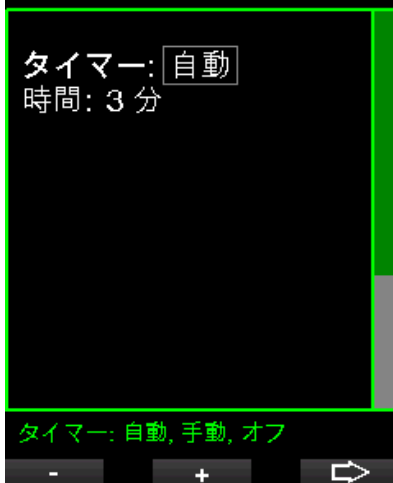 タイマー: 自動
時間: 3 分
タイマー: 自動, 手動, オフ
- +